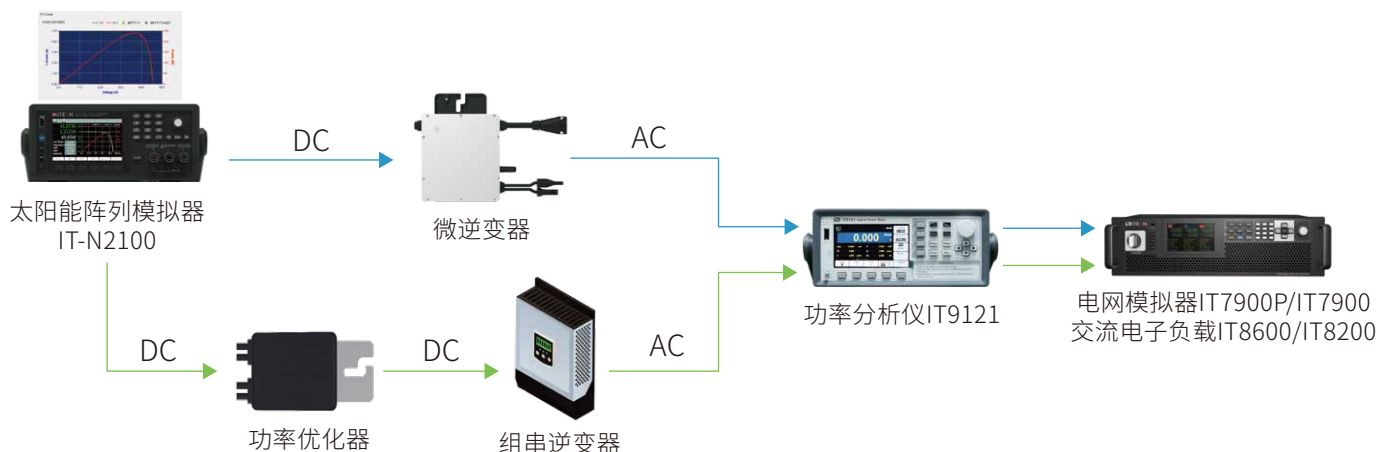 DC
AC
太阳能阵列模拟器
IT-N2100
微逆变器
0.000
功率分析仪IT9121
电网模拟器IT7900P/IT7900
交流电子负载IT8600/IT8200
DC
DC
AC
功率优化器
组串逆变器